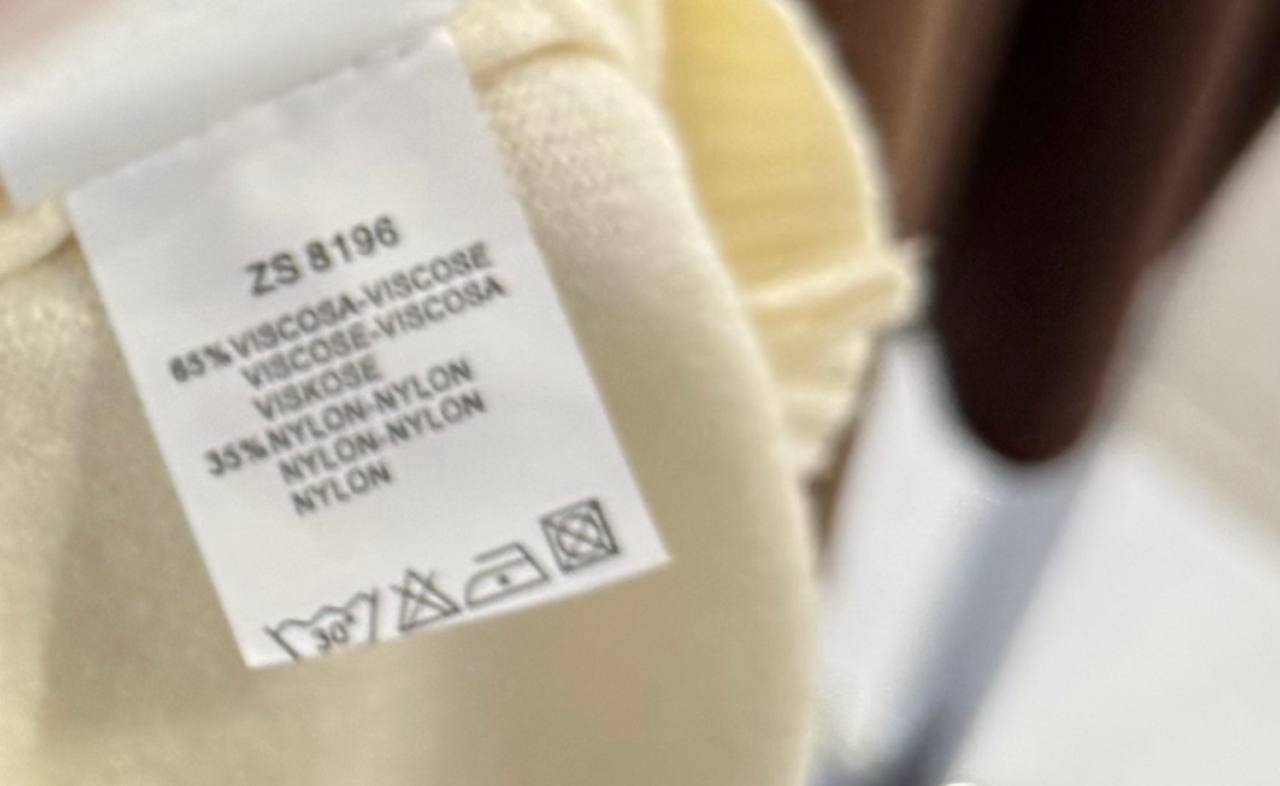 ZS 8196
65% VISCOSA-VISCOSE
VISCOSE-VISCOSA
VISKOSE
35% NYLON-NYLON
NYLON-NYLON
NYLON
30°